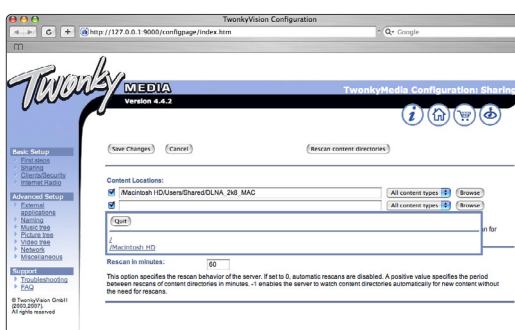 TwonkyVision Configuration
http://127.0.0.1:9000/configpage/index.htm
Google
Twonky
MEDIA
Version 4.4.2
TwonkyMedia Configuration: Sharing
Basic Setup
First steps
Sharing
Clients/Security
Internet Radio
Advanced Setup
External applications
Naming
Music tree
Picture tree
Video tree
Network
Miscellaneous
Support
Troubleshooting
FAQ
© TwonkyVision GmbH
(2003,2007).
All rights reserved
Save Changes
Cancel
Rescan content directories
Content Locations:
/Macintosh HD/Users/Shared/DLNA_2k8_MAC
All content types
Browse
All content types
Browse
Quit
/
/Macintosh HD
n for
Rescan in minutes:
60
This option specifies the rescan behavior of the server. If set to 0, automatic rescans are disabled. A positive value specifies the period
between rescans of content directories in minutes. -1 enables the server to watch content directories automatically for new content without
the need for rescans.